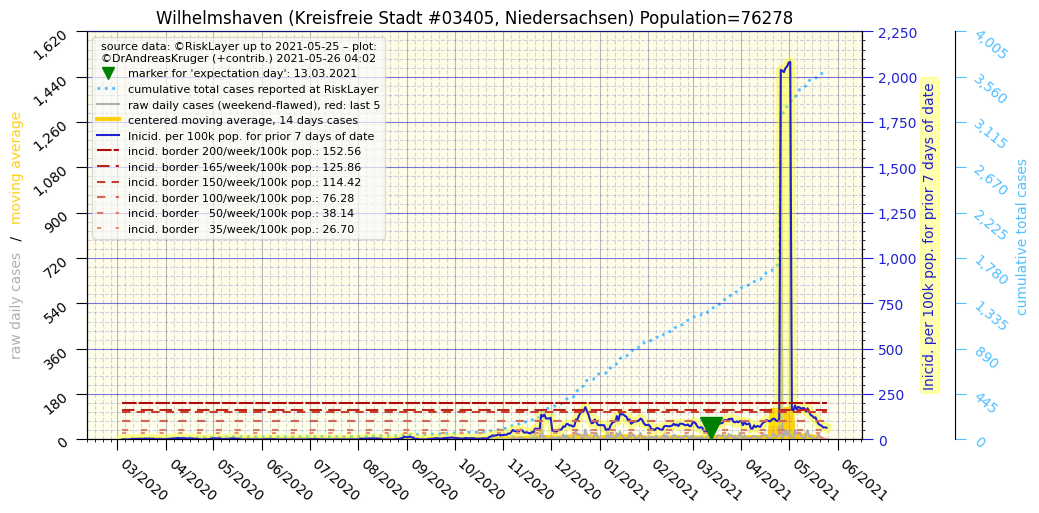 Wilhelmshaven (Kreisfreie Stadt #03405, Niedersachsen) Population=76278
source data: ©RiskLayer up to 2021-05-25 – plot:
©DrAndreasKruger (+contrib.) 2021-05-26 04:02
marker for 'expectation day': 13.03.2021
cumulative total cases reported at RiskLayer
raw daily cases (weekend-flawed), red: last 5
centered moving average, 14 days cases
Inicid. per 100k pop. for prior 7 days of date
incid. border 200/week/100k pop.: 152.56
incid. border 165/week/100k pop.: 125.86
incid. border 150/week/100k pop.: 114.42
incid. border 100/week/100k pop.: 76.28
incid. border   50/week/100k pop.: 38.14
incid. border   35/week/100k pop.: 26.70
raw daily cases / moving average
1,620
1,440
1,260
1,080
900
720
540
360
180
0
2,250
2,000
1,750
1,500
1,250
1,000
750
500
250
0
Inicid. per 100k pop. for prior 7 days of date
4,005
3,560
3,115
2,670
2,225
1,780
1,335
890
445
0
cumulative total cases
03/2020
04/2020
05/2020
06/2020
07/2020
08/2020
09/2020
10/2020
11/2020
12/2020
01/2021
02/2021
03/2021
04/2021
05/2021
06/2021